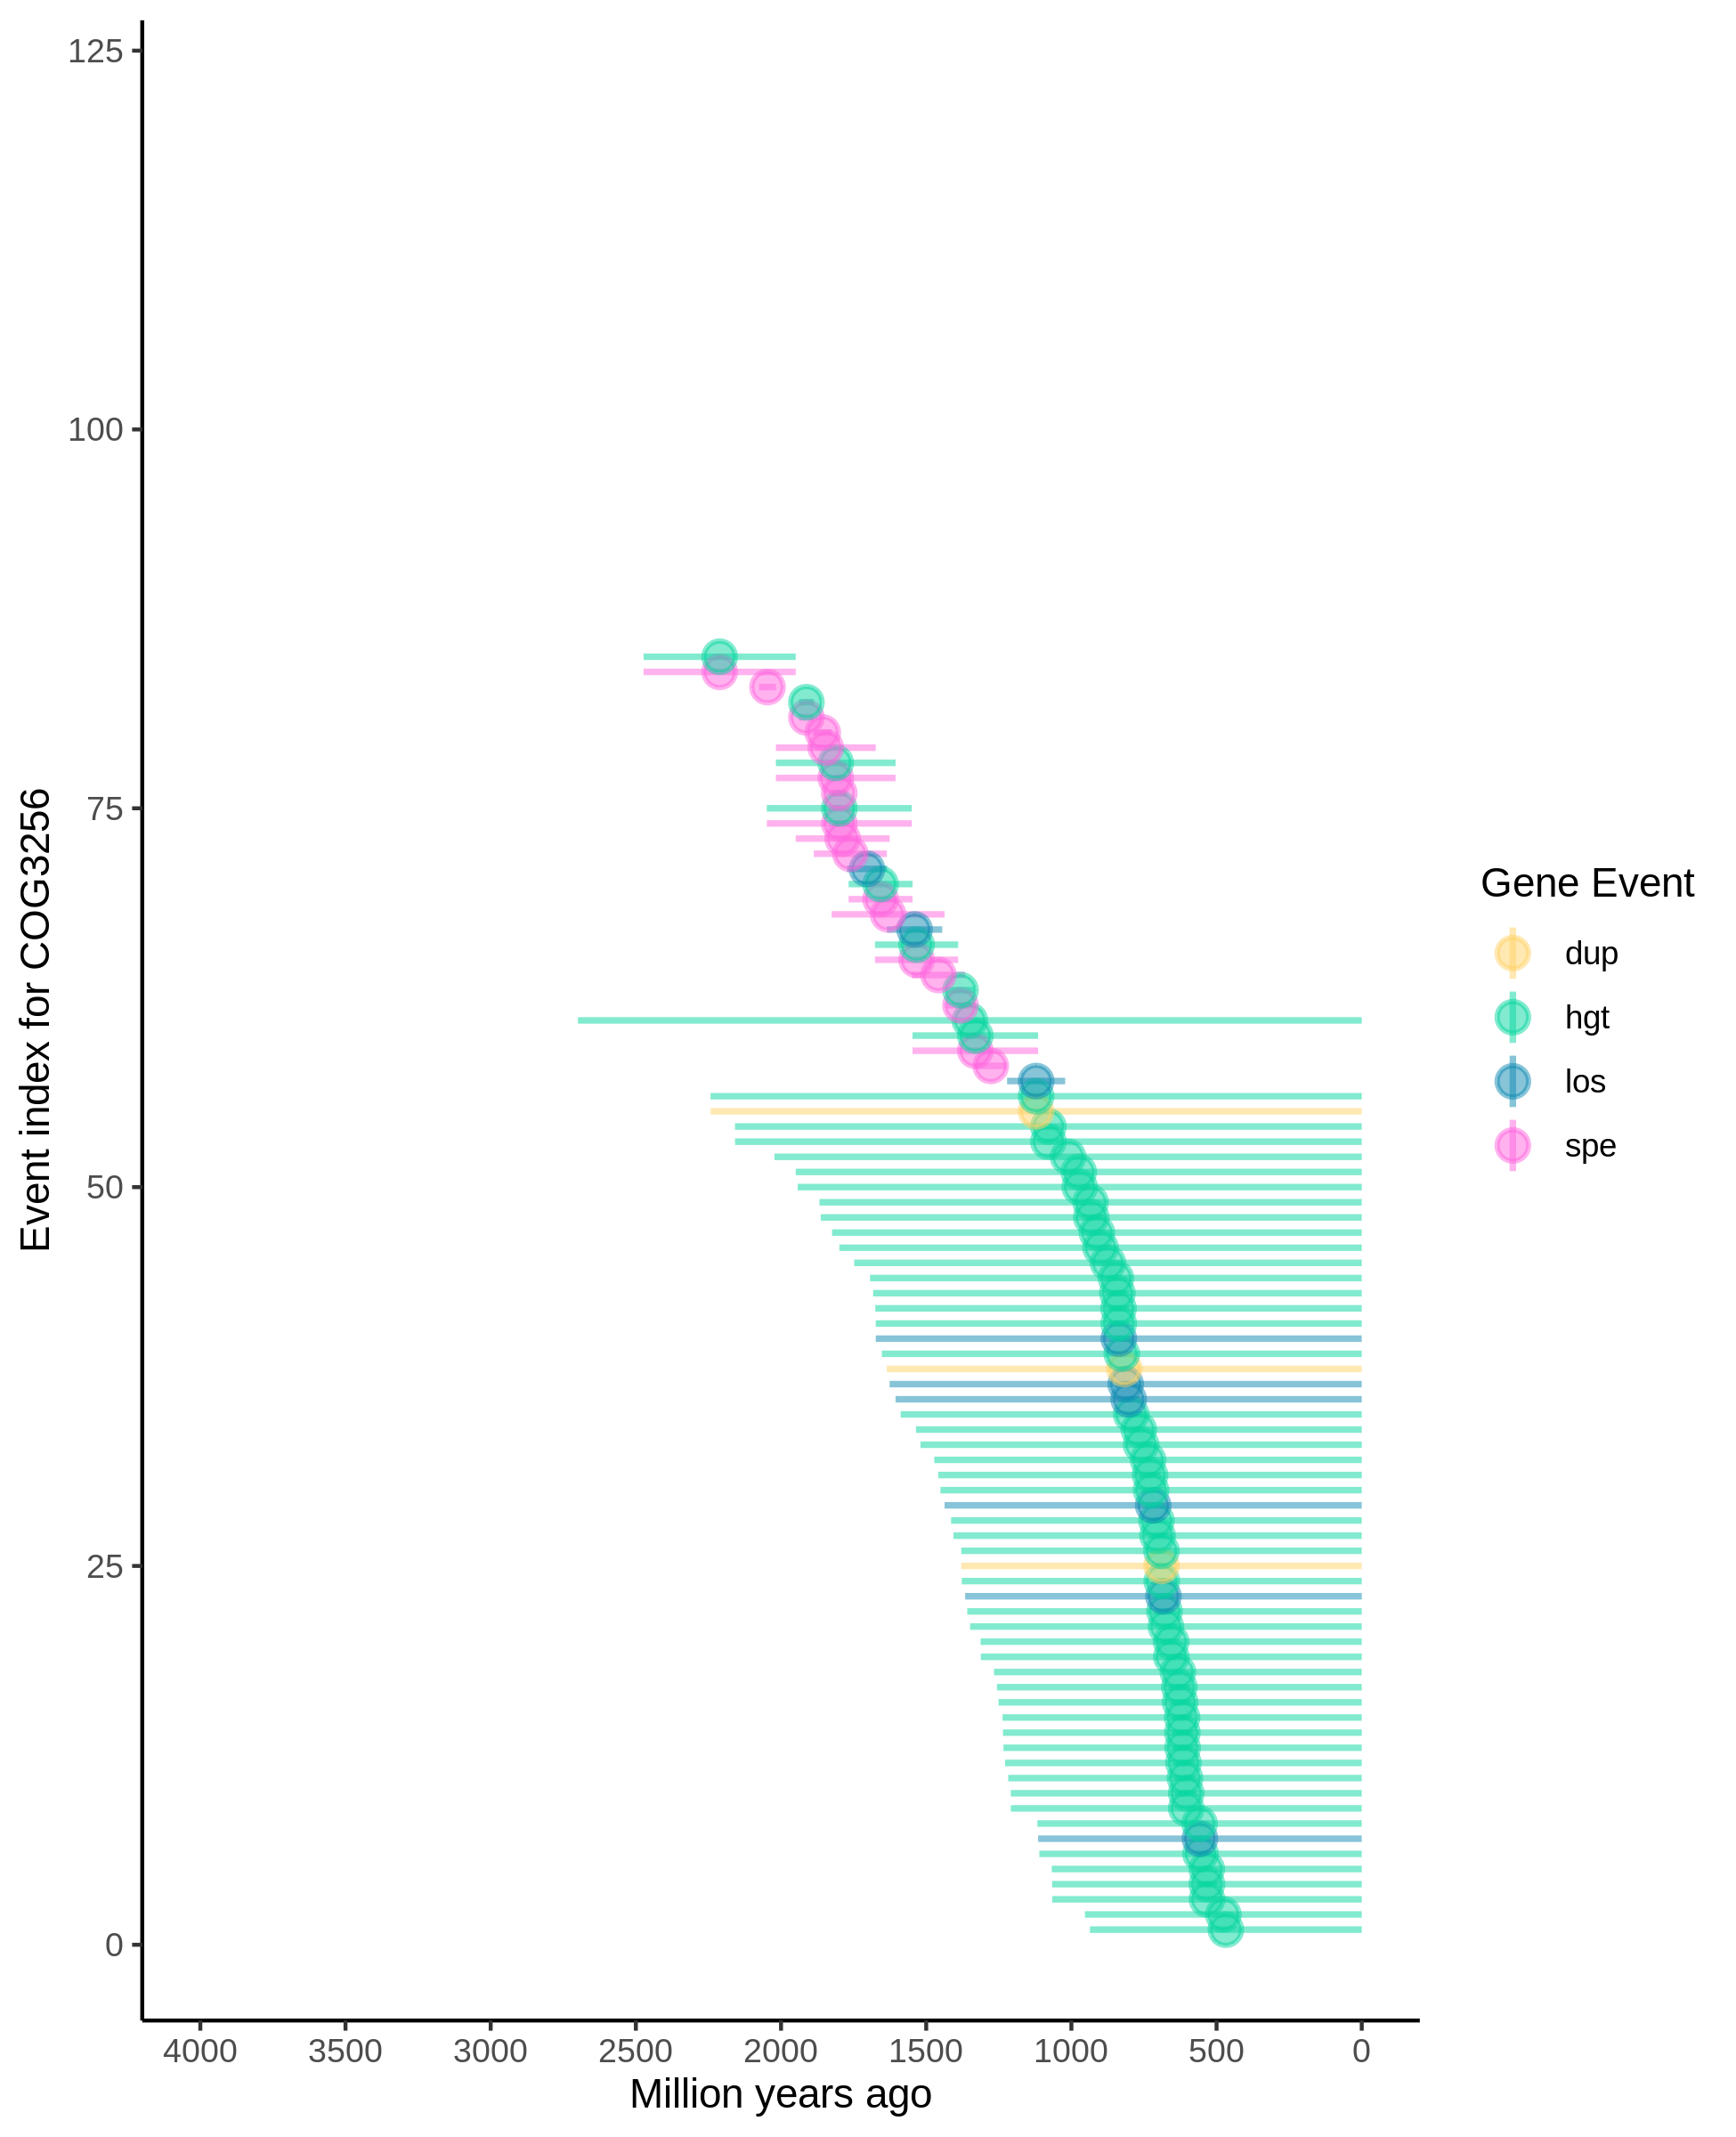 125
100
75
50
25
0
Event index for COG3256
4000 3500 3000 2500 2000 1500 1000 500 0
Million years ago
Gene Event
dup
hgt
los
spe